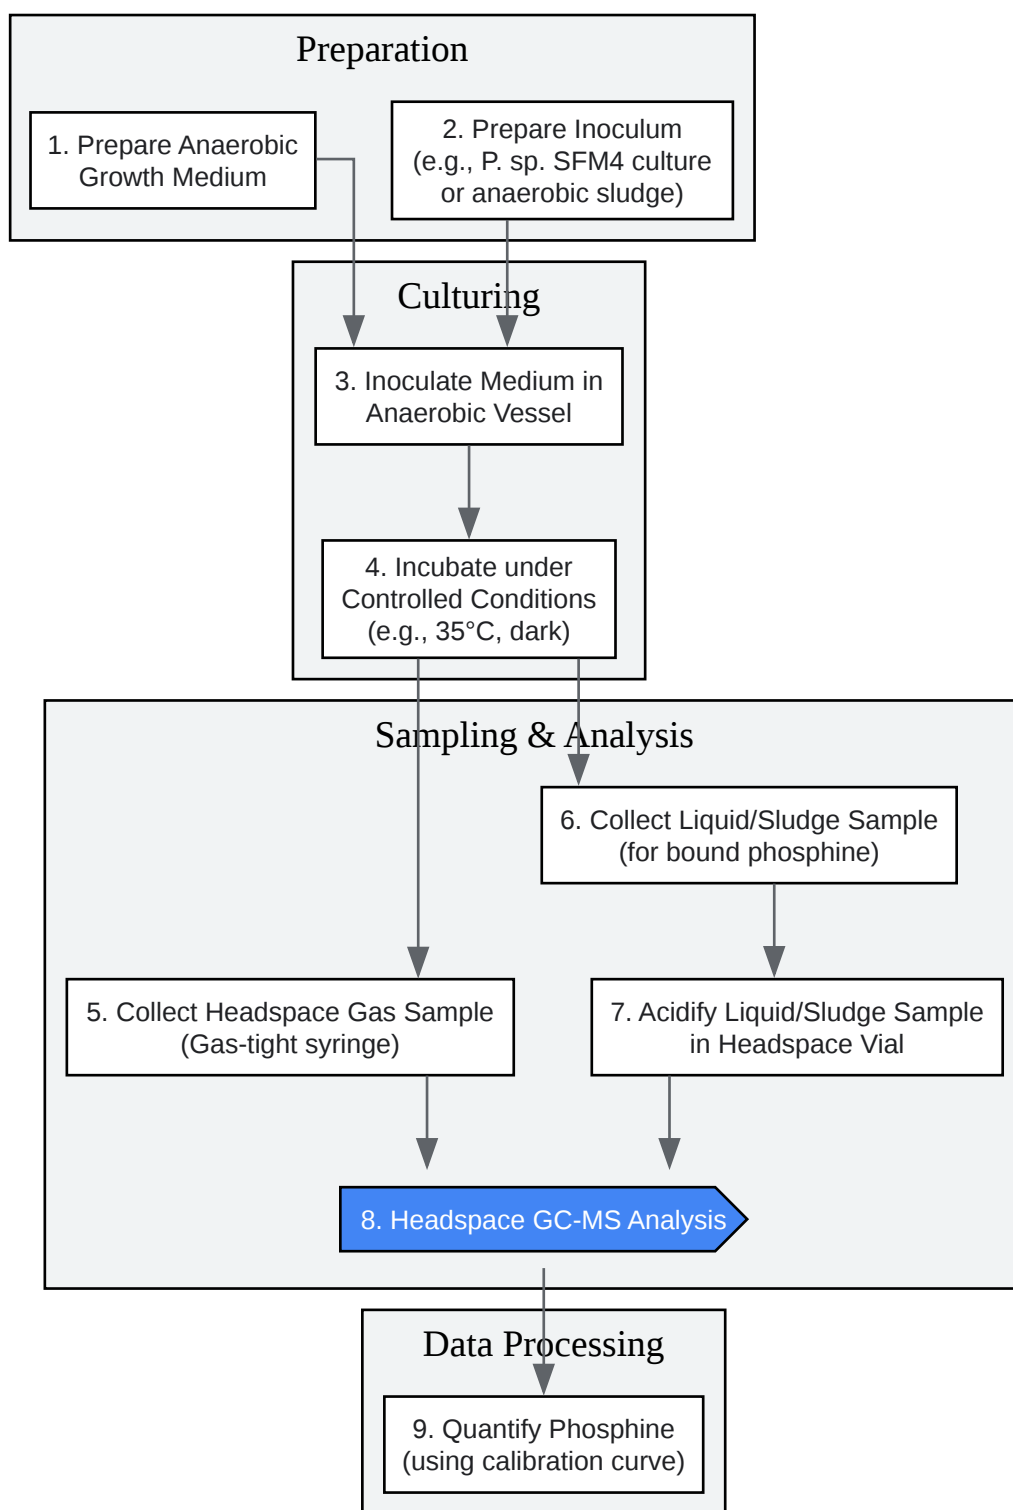 Preparation
1. Prepare Anaerobic
Growth Medium
2. Prepare Inoculum
(e.g., P. sp. SFM4 culture
or anaerobic sludge)
Culturing
3. Inoculate Medium in
Anaerobic Vessel
4. Incubate under
Controlled Conditions
(e.g., 35°C, dark)
Sampling & Analysis
6. Collect Liquid/Sludge Sample
(for bound phosphine)
5. Collect Headspace Gas Sample
(Gas-tight syringe)
7. Acidify Liquid/Sludge Sample
in Headspace Vial
8. Headspace GC-MS Analysis
Data Processing
9. Quantify Phosphine
(using calibration curve)